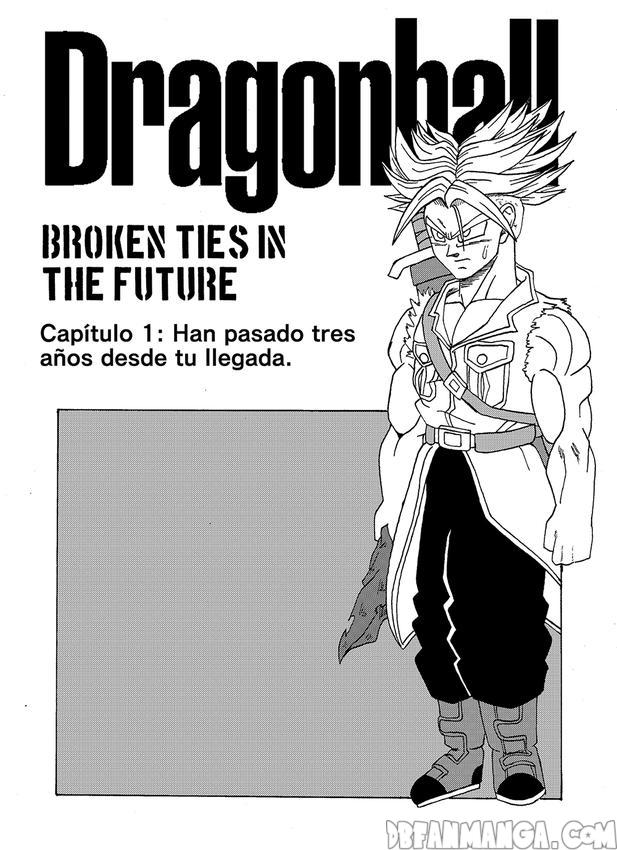 Dragonball
BROKEN TIES IN
THE FUTURE
Capítulo 1: Han pasado tres
años desde tu llegada.
DBFANMANGA.COM